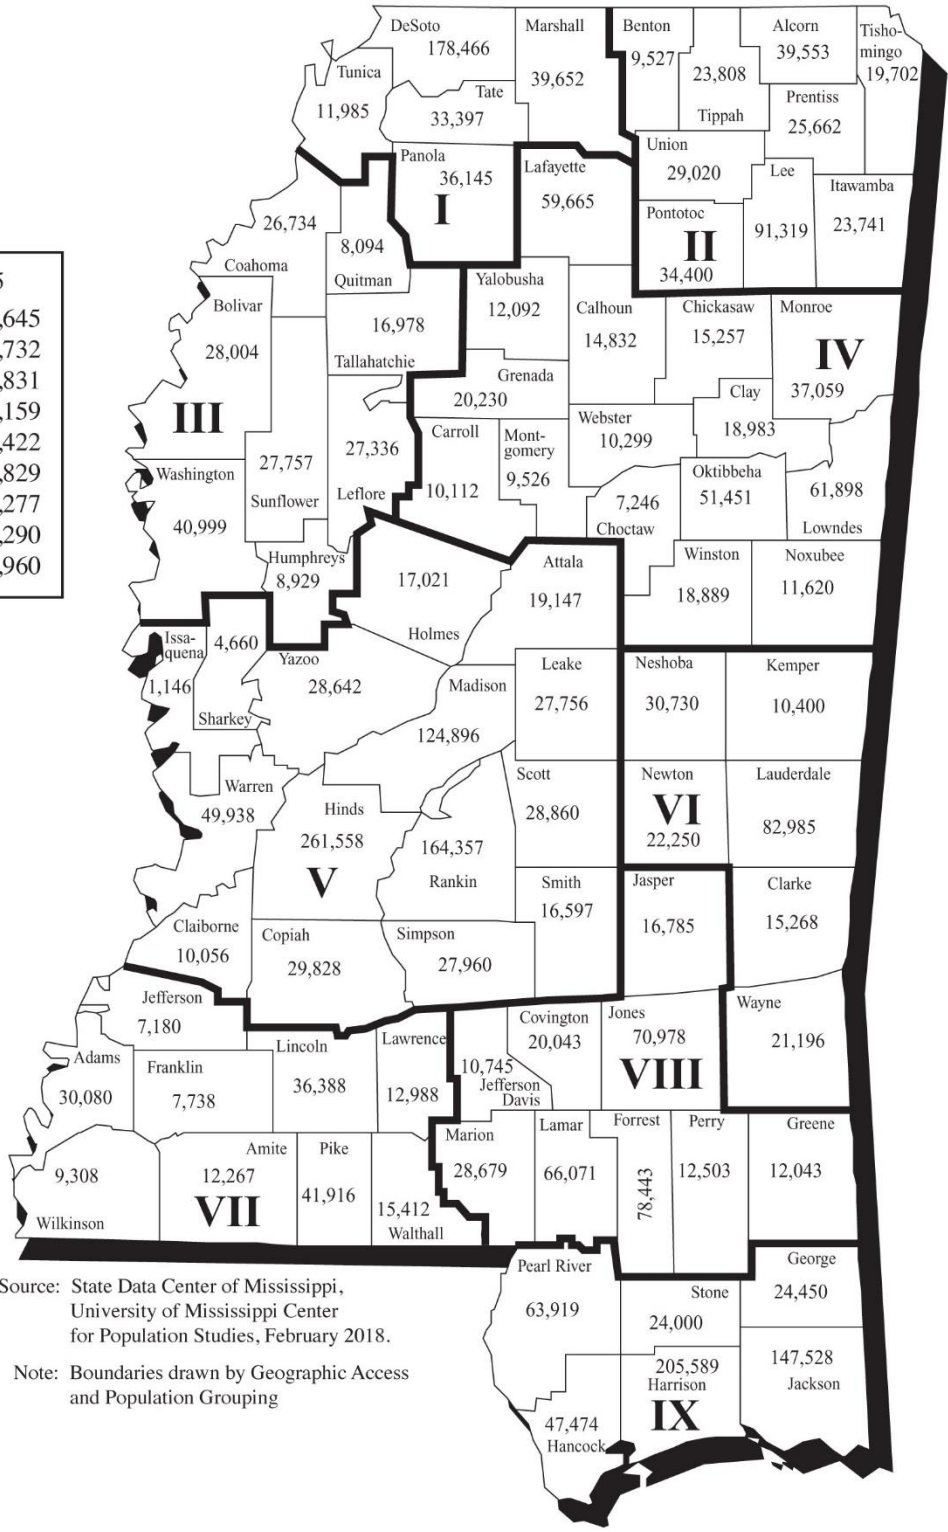 DeSoto
178,466
Marshall
39,652
Benton
9,527
23,808
Tippah
Alcorn
39,553
Tisho-
mingo
19,702
Tunica
11,985
Tate
33,397
Prentiss
25,662
Union
29,020
Lee
91,319
Itawamba
23,741
Panola
36,145
I
Lafayette
59,665
Pontotoc
II
34,400
26,734
Coahoma
8,094
Quitman
Bolivar
28,004
III
16,978
Tallahatchie
Yalobusha
12,092
Calhoun
14,832
Chickasaw
15,257
Monroe
IV
37,059
Grenada
20,230
Clay
18,983
5
,645
,732
,831
,159
,422
,829
,277
,290
,960
Washington
40,999
27,757
Sunflower
27,336
Leflore
Carroll
10,112
Mont-
gomery
9,526
Webster
10,299
7,246
Choctaw
Oktibbeha
51,451
61,898
Lowndes
Humphreys
8,929
17,021
Holmes
Attala
19,147
Winston
18,889
Noxubee
11,620
Issa-
quena
1,146
4,660
Sharkey
Yazoo
28,642
Madison
124,896
Leake
27,756
Neshoba
30,730
Kemper
10,400
Warren
49,938
Hinds
261,558
V
164,357
Rankin
Scott
28,860
Newton
VI
22,250
Lauderdale
82,985
Claiborne
10,056
Copiah
29,828
Simpson
27,960
Smith
16,597
Jasper
16,785
Clarke
15,268
Jefferson
7,180
Adams
30,080
Franklin
7,738
Lincoln
36,388
Lawrence
12,988
10,745
Jefferson
Davis
Covington
20,043
Jones
70,978
VIII
Wayne
21,196
9,308
Wilkinson
Amite
12,267
VII
Pike
41,916
15,412
Walthall
Marion
28,679
Lamar
66,071
Forrest
78,443
Perry
12,503
Greene
12,043
Pearl River
63,919
Stone
24,000
George
24,450
205,589
Harrison
IX
147,528
Jackson
47,474
Hancock
Source: State Data Center of Mississippi,
University of Mississippi Center
for Population Studies, February 2018.
Note: Boundaries drawn by Geographic Access
and Population Grouping